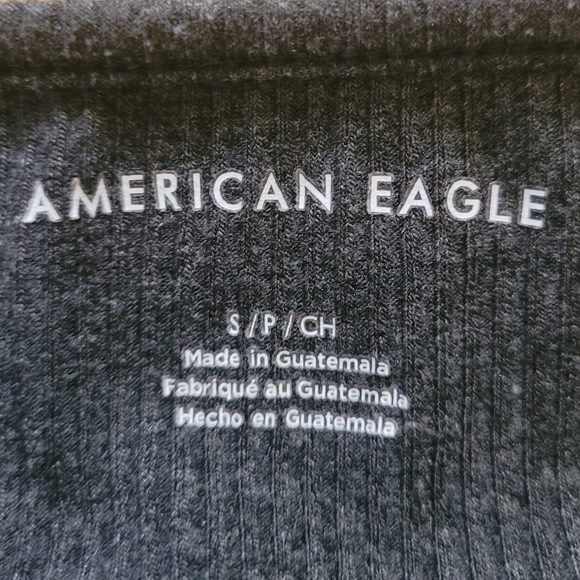 AMERICAN EAGLE
S/P/CH
Made in Guatemala
Fabriqué au Guatemala
Hecho en Guatemala